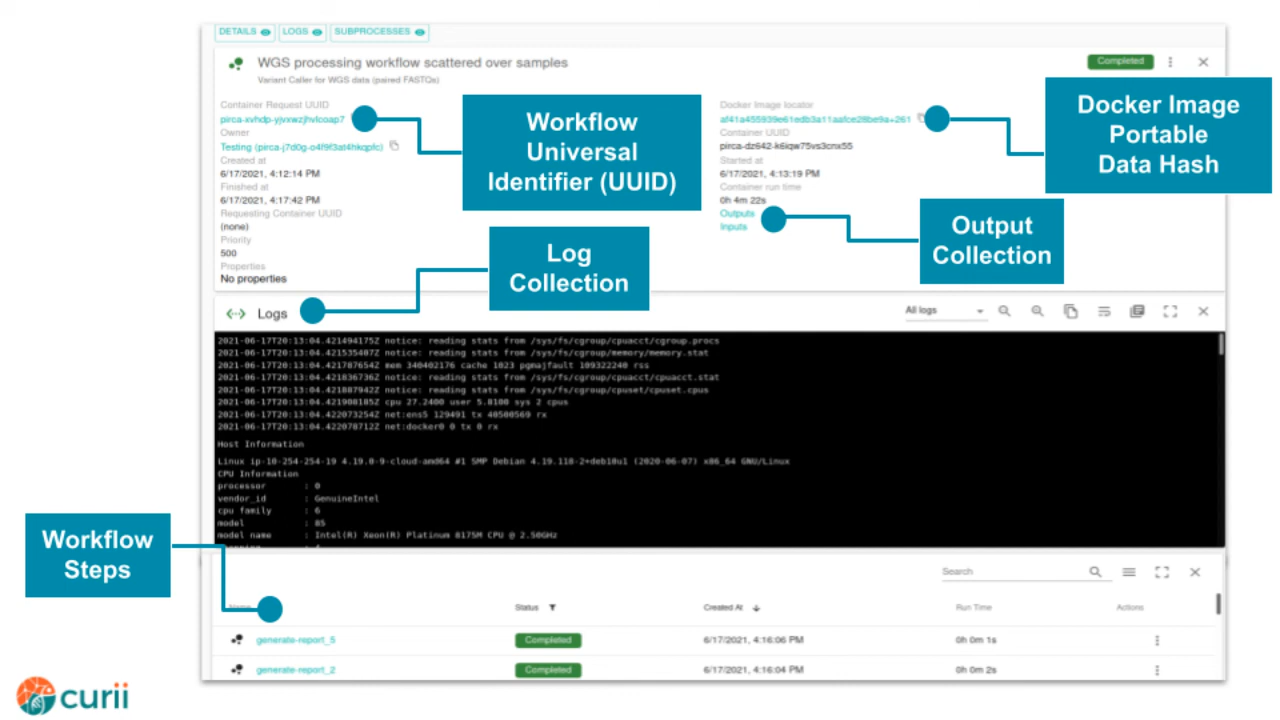 DETAILS
LOGS
SUBPROCESSES
WGS processing workflow scattered over samples
Completed
Variant Caller for WGS data (paired FASTQs)
Container Request UUID
pirca-xvhdp-yjvxwzjhvlcoap7
Owner
Testing (pirca-j7d0g-o4f9f3at4hkqpfc)
Created at
6/17/2021, 4:12:14 PM
Finished at
6/17/2021, 4:17:42 PM
Requesting Container UUID
(none)
Priority
500
Properties
No properties
Workflow
Universal
Identifier (UUID)
Docker Image locator
af41a455939e61edb3a11aafce28be9a+261
Container UUID
pirca-dz642-k6iqw75vs3cnx55
Started at
6/17/2021, 4:13:19 PM
Container run time
0h 4m 22s
Outputs
Inputs
Docker Image
Portable
Data Hash
Output
Collection
Log
Collection
Logs
All logs
2021-06-17T20:13:04.421494175Z notice: reading stats from /sys/fs/cgroup/cpuacct/cgroup.procs
2021-06-17T20:13:04.421535487Z notice: reading stats from /sys/fs/cgroup/memory/memory.stat
2021-06-17T20:13:04.421787654Z mem 340402176 cache 1023 pgmajfault 109322240 rss
2021-06-17T20:13:04.421836736Z notice: reading stats from /sys/fs/cgroup/cpuacct/cpuacct.stat
2021-06-17T20:13:04.421887942Z notice: reading stats from /sys/fs/cgroup/cpuset/cpuset.cpus
2021-06-17T20:13:04.421908185Z cpu 27.2400 user 5.8100 sys 2 cpus
2021-06-17T20:13:04.422073254Z net:ens5 129491 tx 40500569 rx
2021-06-17T20:13:04.422078712Z net:docker0 0 tx 0 rx
Host Information
Linux ip-10-254-254-19 4.19.0-9-cloud-amd64 #1 SMP Debian 4.19.118-2+deb10u1 (2020-06-07) x86_64 GNU/Linux
CPU Information
processor : 0
vendor_id : GenuineIntel
cpu family : 6
model : 85
model name : Intel(R) Xeon(R) Platinum 8175M CPU @ 2.50GHz
Workflow
Steps
Search
Status
Created At
Run Time
Actions
generate-report_5
Completed
6/17/2021, 4:16:06 PM
0h 0m 1s
generate-report_2
Completed
6/17/2021, 4:16:04 PM
0h 0m 2s
curii